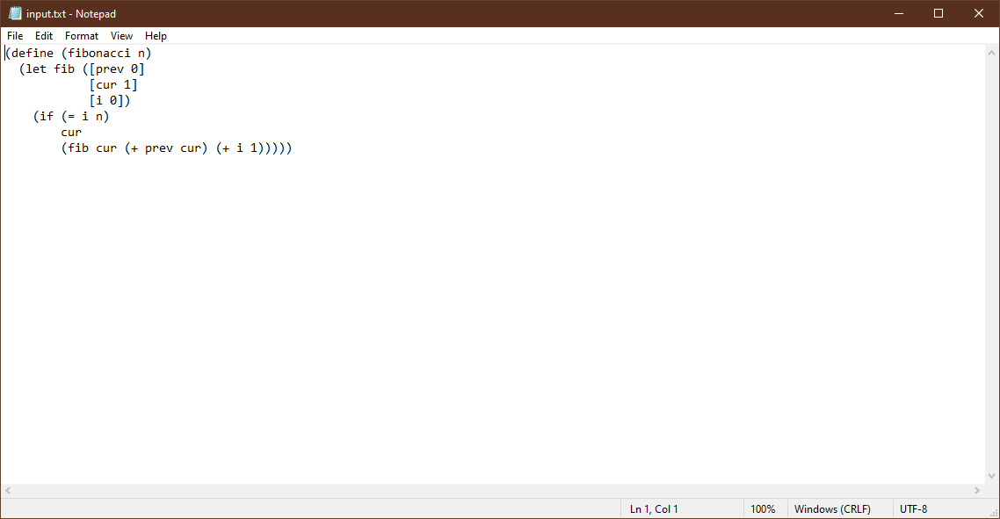 input.txt - Notepad
File Edit Format View Help
(define (fibonacci n)
  (let fib ([prev 0]
            [cur 1]
            [i 0])
    (if (= i n)
        cur
        (fib cur (+ prev cur) (+ i 1)))))
Ln 1, Col 1 100% Windows (CRLF) UTF-8